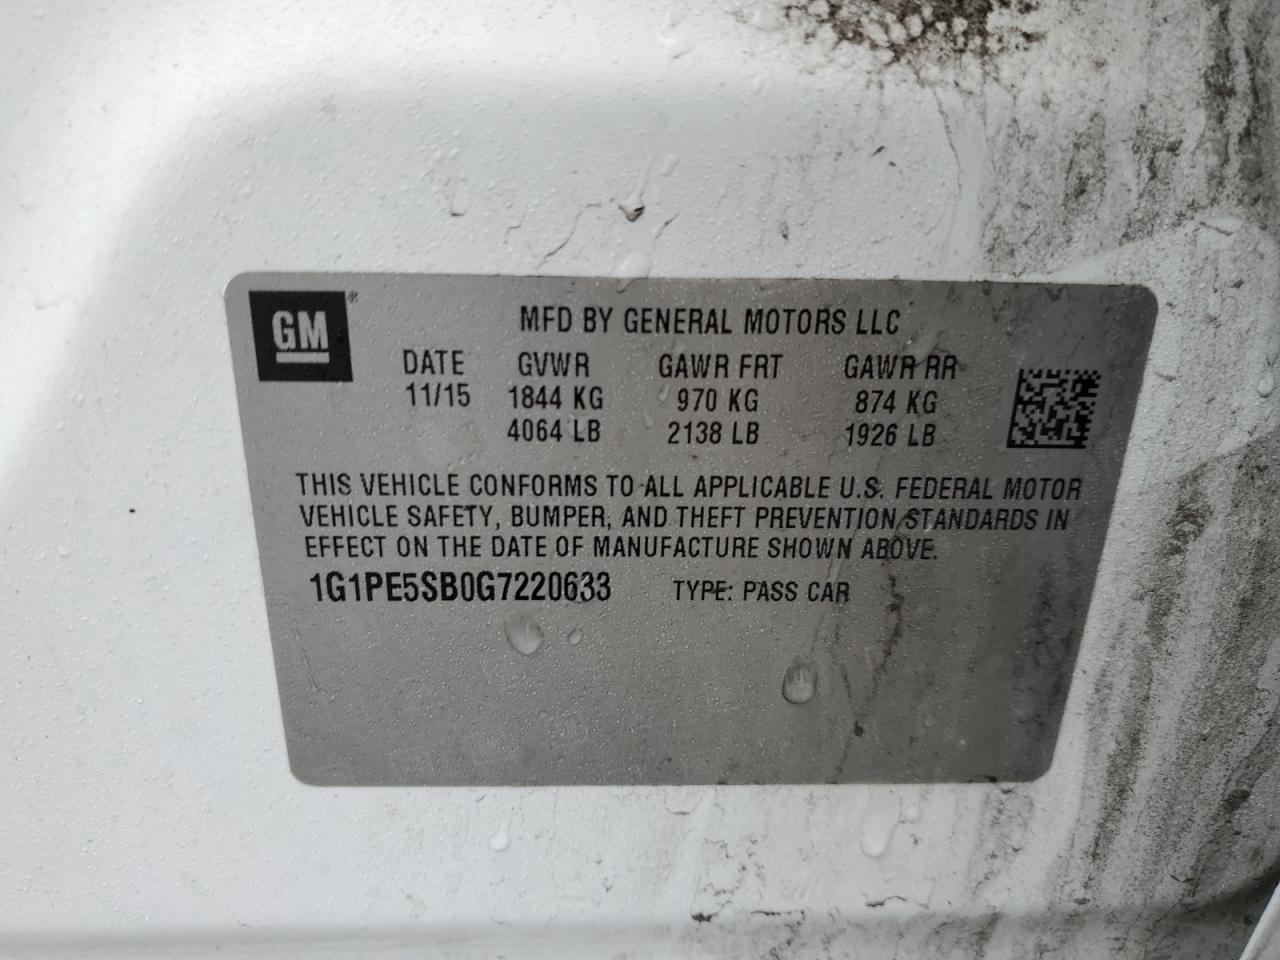 GM®
MFD BY GENERAL MOTORS LLC
DATE GVWR GAWR FRT GAWR RR
11/15 1844 KG 970 KG 874 KG
4064 LB 2138 LB 1926 LB
THIS VEHICLE CONFORMS TO ALL APPLICABLE U.S. FEDERAL MOTOR
VEHICLE SAFETY, BUMPER, AND THEFT PREVENTION STANDARDS IN
EFFECT ON THE DATE OF MANUFACTURE SHOWN ABOVE.
1G1PE5SB0G7220633 TYPE: PASS CAR